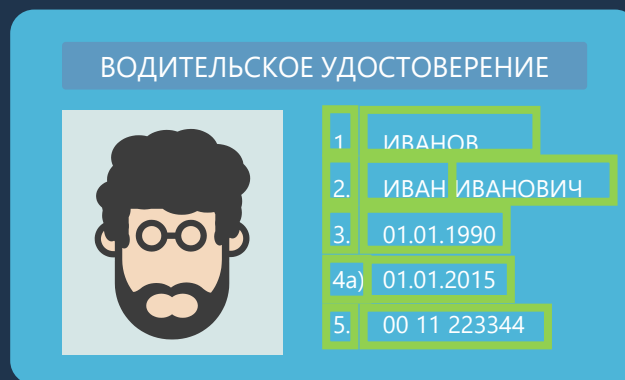 ВОДИТЕЛЬСКОЕ УДОСТОВЕРЕНИЕ
1. ИВАНОВ
2. ИВАН ИВАНОВИЧ
3. 01.01.1990
4а) 01.01.2015
5. 00 11 223344